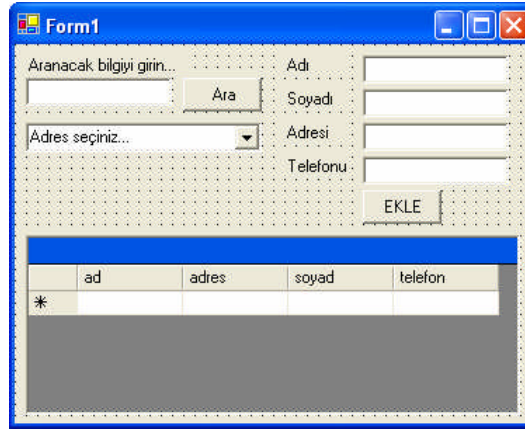 Form1
Aranacak bilgiyi girin...
Ara
Adres seçiniz...
Adı
Soyadı
Adresi
Telefonu
EKLE
ad adres soyad telefon
*